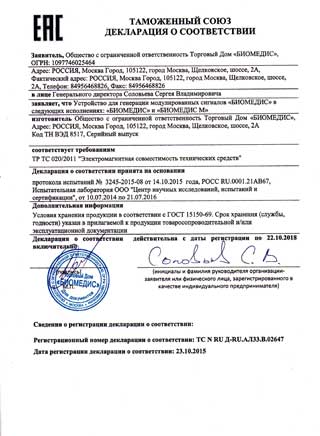 EAC
ТАМОЖЕННЫЙ СОЮЗ
ДЕКЛАРАЦИЯ О СООТВЕТСТВИИ
Заявитель, Общество с ограниченной ответственностью Торговый Дом «БИОМЕДИС»,
ОГРН: 1097746025464
Адрес: РОССИЯ, Москва Город, 105122, город Москва, Щелковское, шоссе, 2А,
Фактический адрес: РОССИЯ, Москва Город, 105122, город Москва, Щелковское, шоссе,
2А, Телефон: 84956468826, Факс: 84956468826
в лице Генерального директора Соловьева Сергея Владимировича
заявляет, что Устройство для генерации модулированных сигналов «БИОМЕДИС» в
следующих исполнениях: «БИОМЕДИС» и «БИОМЕДИС М»
изготовитель Общество с ограниченной ответственностью Торговый Дом «БИОМЕДИС»,
Адрес: РОССИЯ, Москва Город, 105122, город Москва, Щелковское, шоссе, 2А
Код ТН ВЭД 8517, Серийный выпуск
соответствует требованиям
ТР ТС 020/2011 "Электромагнитная совместимость технических средств"
Декларация о соответствии принята на основании
протокола испытаний № 3245-2015-08 от 14.10.2015 года, РОСС RU.0001.21АВ67,
Испытательная лаборатория ООО "Центр научных исследований, испытаний и
сертификации", от 10.2014 по 21.07.2016
Дополнительная информация
Условия хранения продукции в соответствии с ГОСТ 15150-69. Срок хранения (службы,
годности) указан в прилагаемой к продукции товаросопроводительной и/или
эксплуатационной документации
Декларация о соответствии действительна с даты регистрации по 22.10.2018
включительно
Соловьев С. В.
Торговый Дом
"БИОМЕДИС"
М.П.
(инициалы и фамилия руководителя организации-
заявителя или физического лица, зарегистрированного в
качестве индивидуального предпринимателя)
Сведения о регистрации декларации о соответствии:
Регистрационный номер декларации о соответствии: ТС N RU Д-RU.АЛ33.В.02647
Дата регистрации декларации о соответствии: 23.10.2015